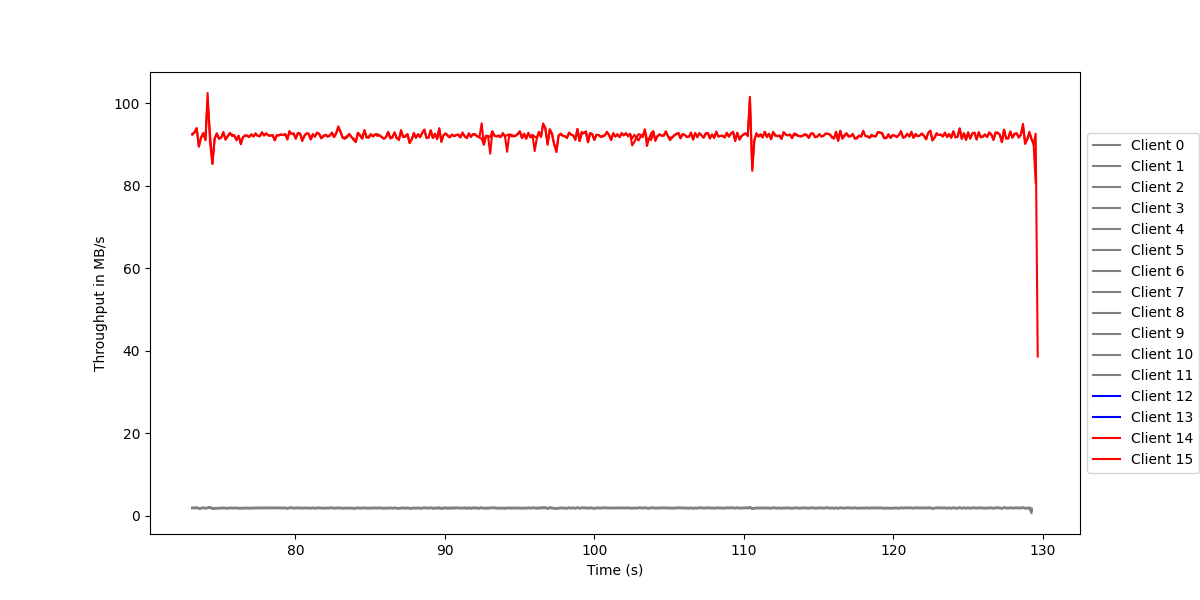 100
80
60
40
20
0
Throughput in MB/s
80
90
100
110
120
130
Time (s)
Client 0
Client 1
Client 2
Client 3
Client 4
Client 5
Client 6
Client 7
Client 8
Client 9
Client 10
Client 11
Client 12
Client 13
Client 14
Client 15